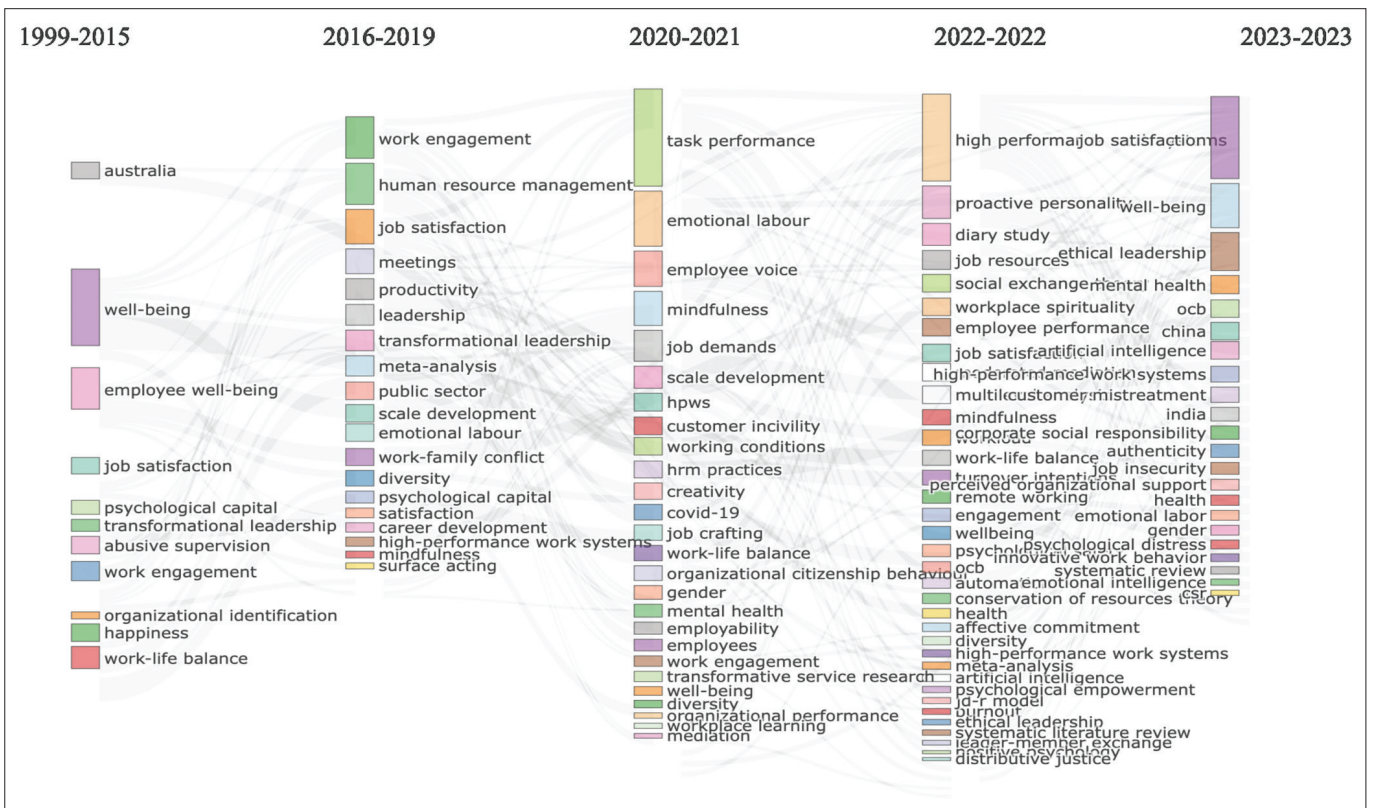 1999-2015
2016-2019
2020-2021
2022-2022
2023-2023
australia
well-being
employee well-being
job satisfaction
psychological capital
transformational leadership
abusive supervision
work engagement
organizational identification
happiness
work-life balance
work engagement
human resource management
job satisfaction
meetings
productivity
leadership
transformational leadership
meta-analysis
public sector
scale development
emotional labour
work-family conflict
diversity
psychological capital
satisfaction
career development
high-performance work systems
mindfulness
surface acting
task performance
emotional labour
employee voice
mindfulness
job demands
scale development
hpws
customer incivility
working conditions
hrm practices
creativity
covid-19
job crafting
work-life balance
organizational citizenship behaviour
gender
mental health
employability
employees
work engagement
transformative service research
well-being
diversity
organizational performance
workplace learning
mediation
high
proactive personality
diary study
job resources
social exchange
workplace spirituality
employee performance
job satisfaction
mindfulness
work-life balance
turnover intentions
remote working
engagement
wellbeing
ocb
conservation of resources theory
health
affective commitment
diversity
high-performance work systems
meta-analysis
artificial intelligence
psychological empowerment
jd-r model
burnout
ethical leadership
systematic literature review
leader-member exchange
positive psychology
distributive justice
job satisfaction
well-being
ethical leadership
mental health
ocb
china
artificial intelligence
high-performance work systems
customer mistreatment
india
corporate social responsibility
authenticity
job insecurity
perceived organizational support
health
emotional labor
gender
psychological distress
innovative work behavior
systematic review
emotional intelligence
csr